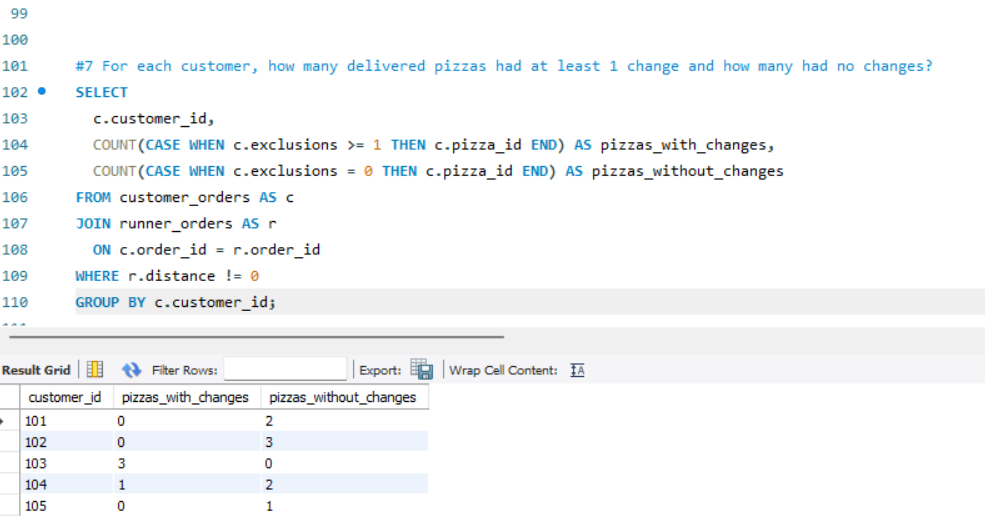 99
100
101 #7 For each customer, how many delivered pizzas had at least 1 change and how many had no changes?
102 SELECT
103 c.customer_id,
104 COUNT(CASE WHEN c.exclusions >= 1 THEN c.pizza_id END) AS pizzas_with_changes,
105 COUNT(CASE WHEN c.exclusions = 0 THEN c.pizza_id END) AS pizzas_without_changes
106 FROM customer_orders AS c
107 JOIN runner_orders AS r
108 ON c.order_id = r.order_id
109 WHERE r.distance != 0
110 GROUP BY c.customer_id;
Result Grid Filter Rows: Export: Wrap Cell Content: IA
customer_id pizzas_with_changes pizzas_without_changes
101 0 2
102 0 3
103 3 0
104 1 2
105 0 1